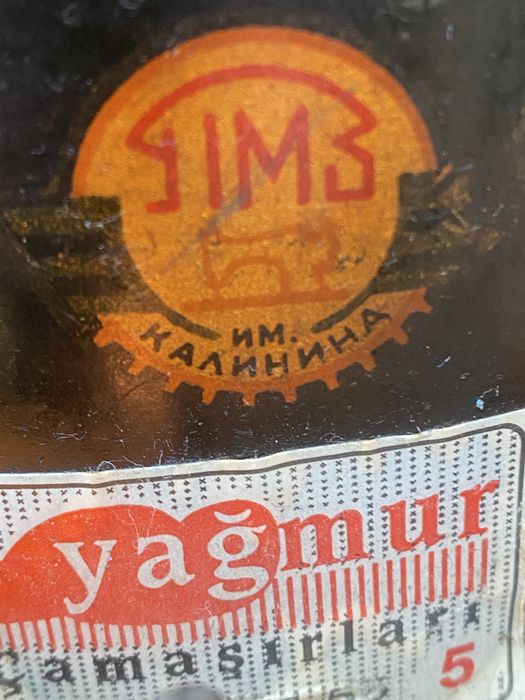 ПМЗ
ИМ.
КАЛИНИНА
yağmur
Çamaşırları
5